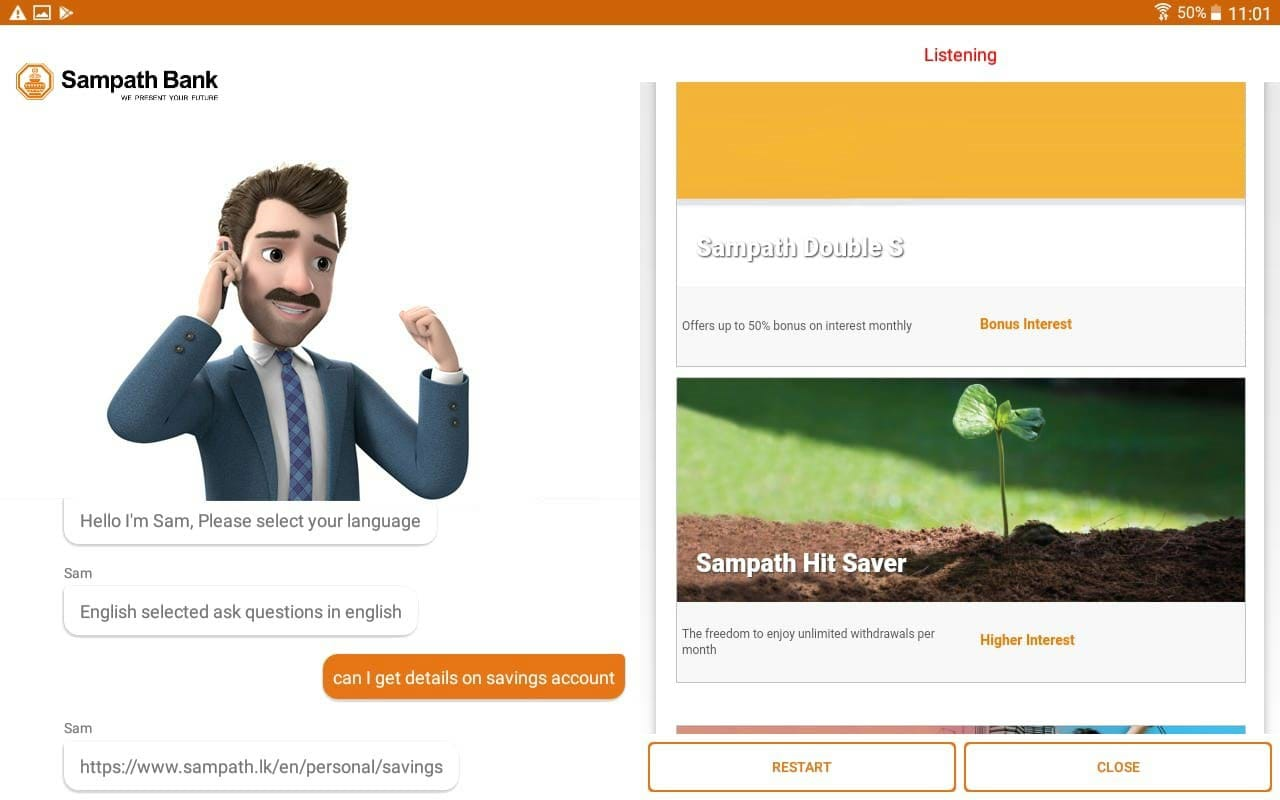 50% 11:01
Sampath Bank
WE PRESENT YOUR FUTURE
Hello I'm Sam, Please select your language
Sam
English selected ask questions in english
can I get details on savings account
Sam
https://www.sampath.lk/en/personal/savings
Listening
Sampath Double S
Offers up to 50% bonus on interest monthly
Bonus Interest
Sampath Hit Saver
The freedom to enjoy unlimited withdrawals per
month
Higher Interest
RESTART
CLOSE